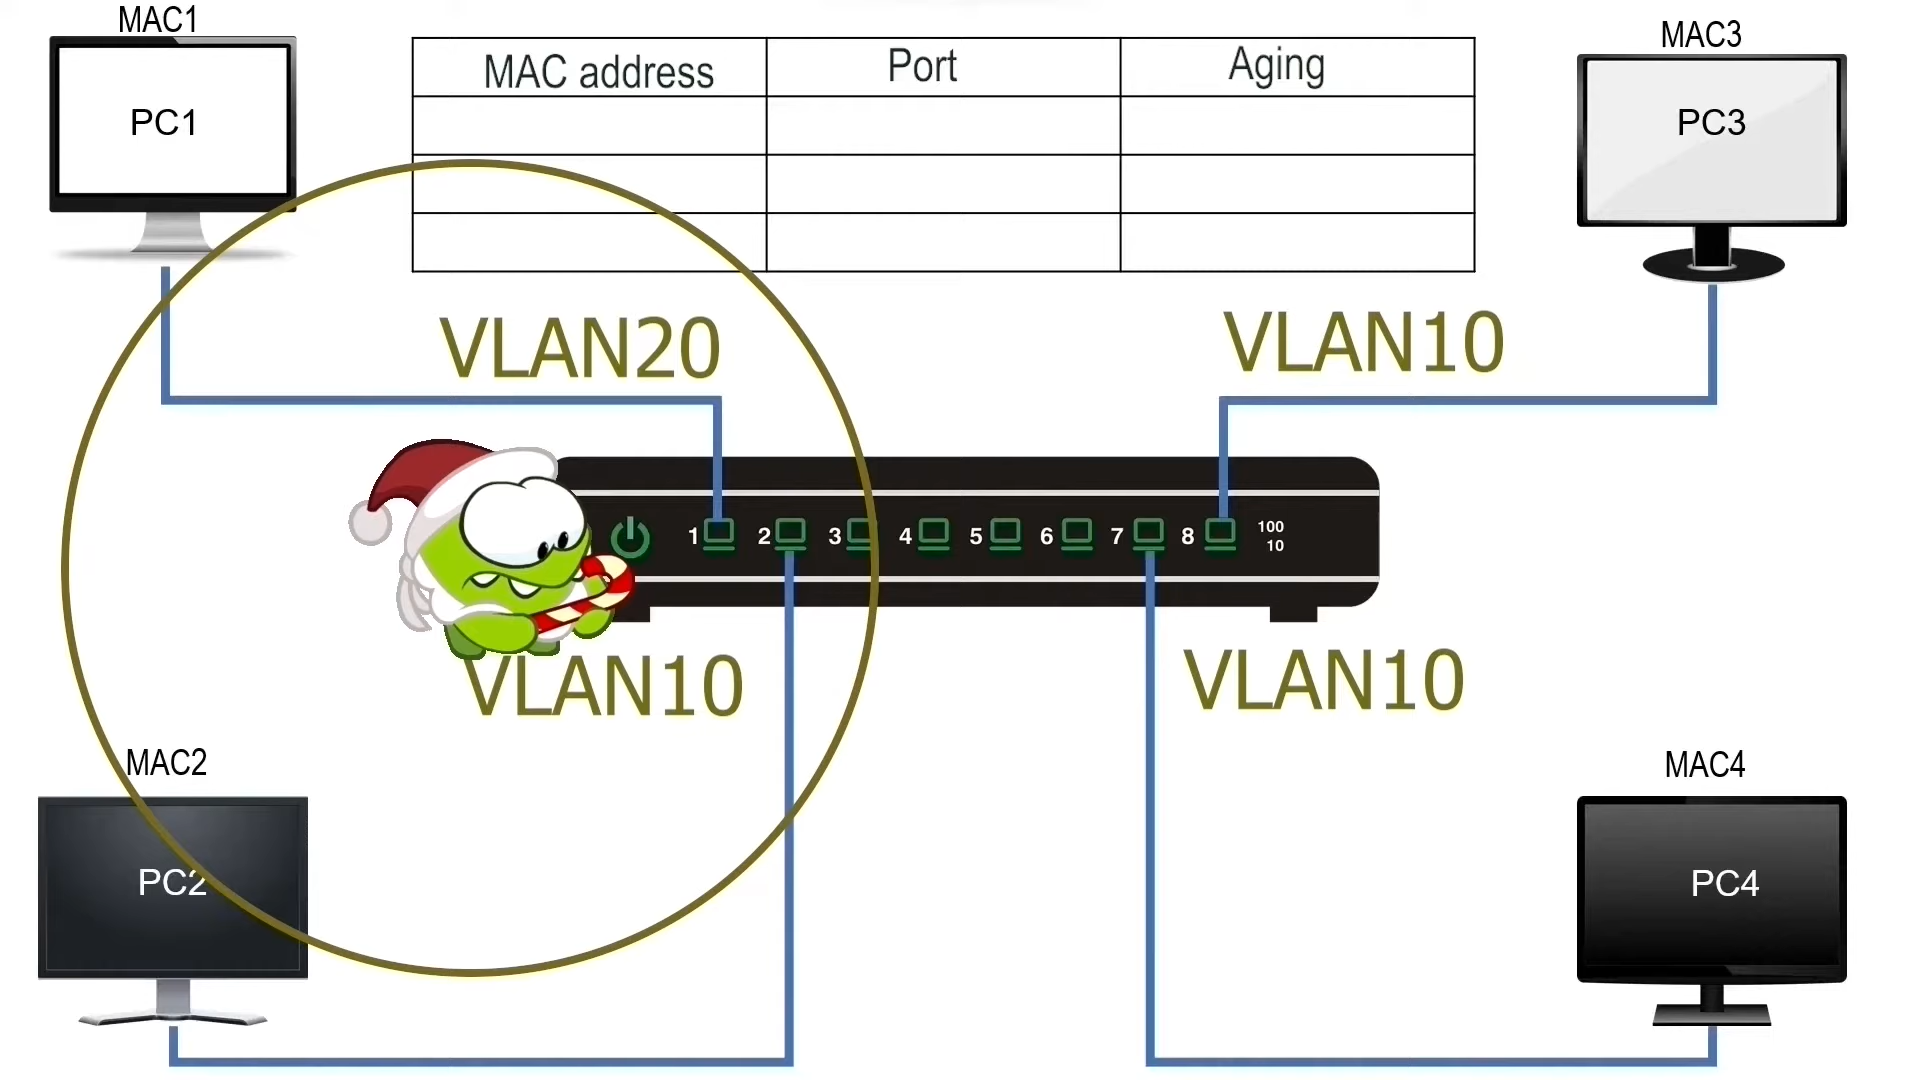 MAC1
MAC3
MAC address Port Aging
PC1
PC3
VLAN20
VLAN10
1 2 3 4 5 6 7 8 100
10
VLAN10
VLAN10
MAC2
MAC4
PC2
PC4